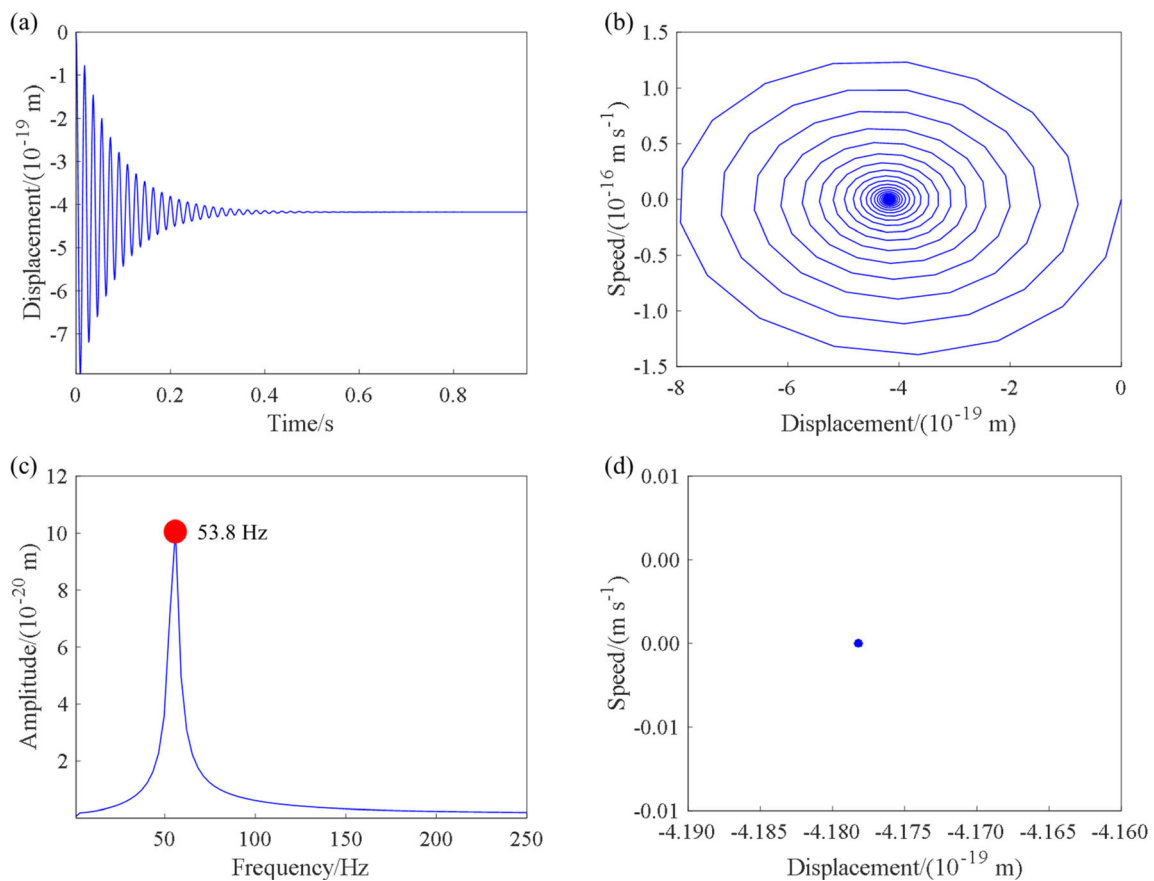 (a)
0
-1
-2
-3
-4
-5
-6
-7
Displacement/(10⁻¹⁹ m)
0 0.2 0.4 0.6 0.8
Time/s
(b)
1.5
1.0
0.5
0.0
-0.5
-1.0
-1.5
Speed/(10⁻¹⁶ m s⁻¹)
-8 -6 -4 -2 0
Displacement/(10⁻¹⁹ m)
(c)
12
10
8
6
4
2
Amplitude/(10⁻²⁰ m)
53.8 Hz
50 100 150 200 250
Frequency/Hz
(d)
0.01
0.00
0.00
-0.01
-0.01
Speed/(m s⁻¹)
-4.190 -4.185 -4.180 -4.175 -4.170 -4.165 -4.160
Displacement/(10⁻¹⁹ m)